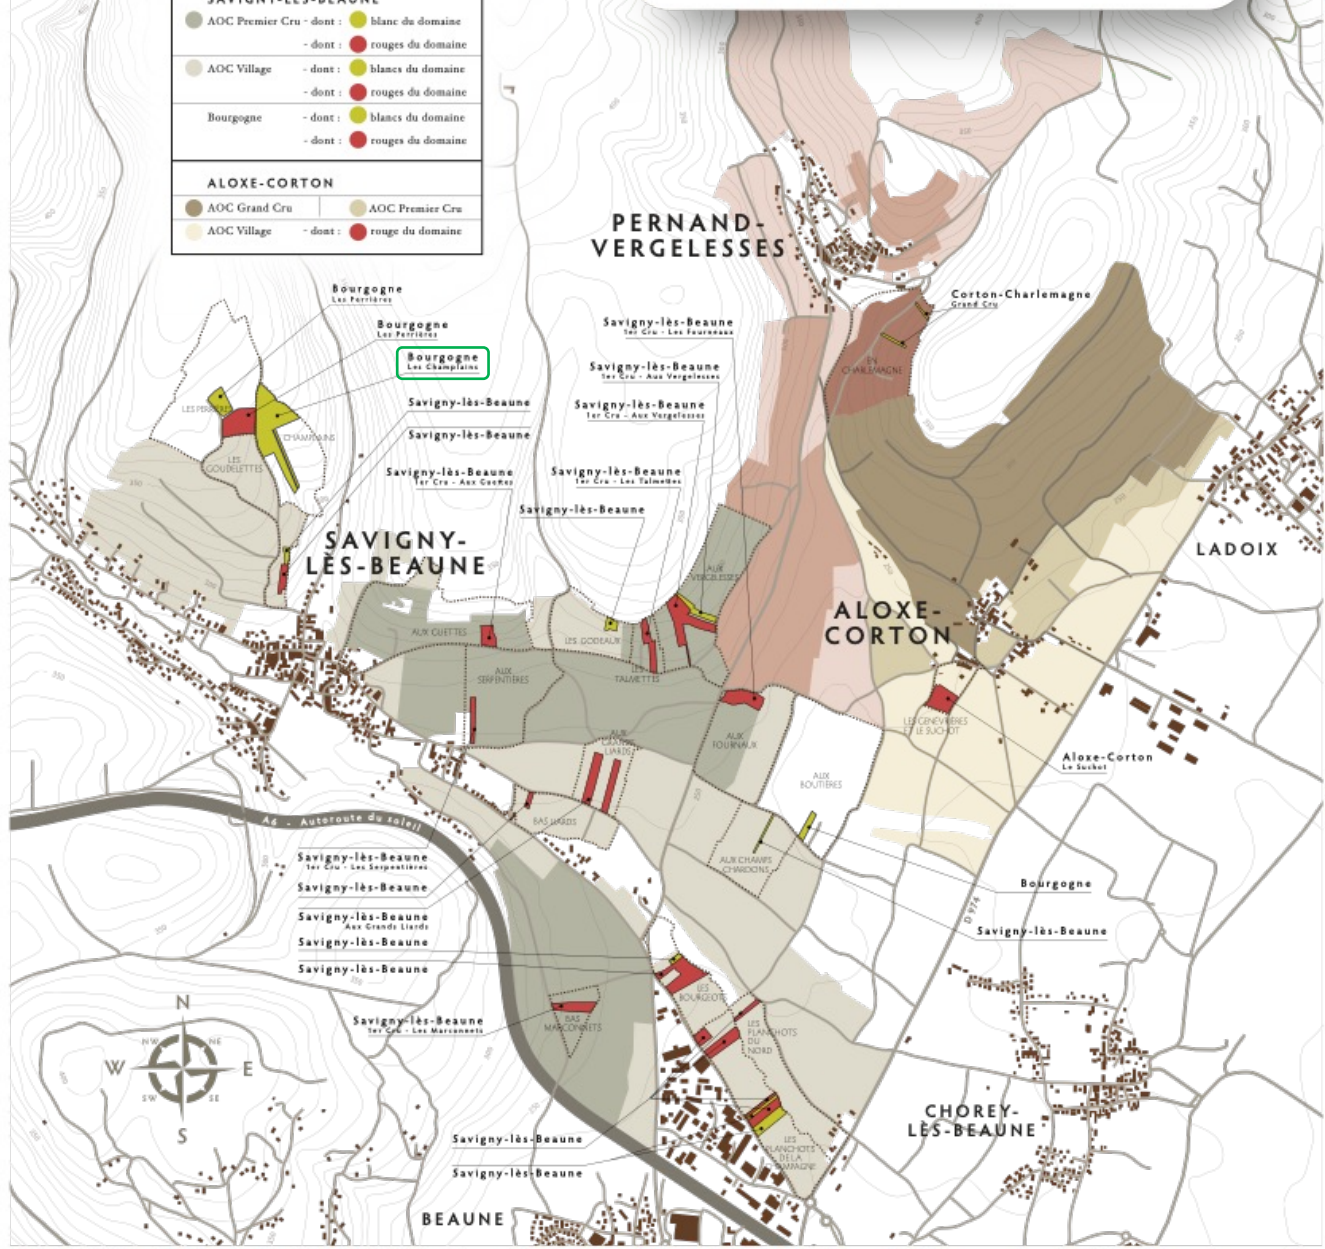 SAVIGNY-LES-BEAUNE
AOC Premier Cru - dont : blanc du domaine
- dont : rouges du domaine
AOC Village - dont : blancs du domaine
- dont : rouges du domaine
Bourgogne - dont : blancs du domaine
- dont : rouges du domaine
ALOXE-CORTON
AOC Grand Cru AOC Premier Cru
AOC Village - dont : rouge du domaine
PERNAND-
VERGELESSES
Bourgogne
Les Perrières
Bourgogne
Les Perrières
Bourgogne
Les Champlains
Savigny-lès-Beaune
Savigny-lès-Beaune
Savigny-lès-Beaune
1er Cru - Aux Guettes
Savigny-lès-Beaune
1er Cru - Les Fourneaux
Savigny-lès-Beaune
1er Cru - Aux Vergelesses
Savigny-lès-Beaune
1er Cru - Aux Vergelesses
Savigny-lès-Beaune
1er Cru - Les Talmettes
Savigny-lès-Beaune
Corton-Charlemagne
Grand Cru
EN
CHARLEMAGNE
LES PERRIÈRES
CHAMPLAINS
LES
GOUDELETTES
SAVIGNY-
LÈS-BEAUNE
LADOIX
AUX
VERGELESSES
ALOXE-
CORTON
AUX GUETTES
LES GODEAUX
AUX
SERPENTIÈRES
LES
TALMETTES
LES GENEVRIÈRES
ET LE SUCHOT
AUX
FOURNAUX
AUX
GRANDS
LIARDS
Aloxe-Corton
Le Suchot
AUX
BOUTIÈRES
BAS LIARDS
A6 - Autoroute du soleil
AUX CHAMPS
CHARDONS
Savigny-lès-Beaune
1er Cru - Les Serpentières
Savigny-lès-Beaune
Savigny-lès-Beaune
Aux Grands Liards
Savigny-lès-Beaune
Savigny-lès-Beaune
Bourgogne
D 974
Savigny-lès-Beaune
LES
BOURGEOTS
Savigny-lès-Beaune
1er Cru - Les Marconnets
BAS
MARCONNETS
LES
PLANCHOTS
DU
NORD
N
NW NE
W E
SW SE
S
CHOREY-
LÈS-BEAUNE
Savigny-lès-Beaune
Savigny-lès-Beaune
LES
PLANCHOTS
DE LA
CHAMPAGNE
BEAUNE